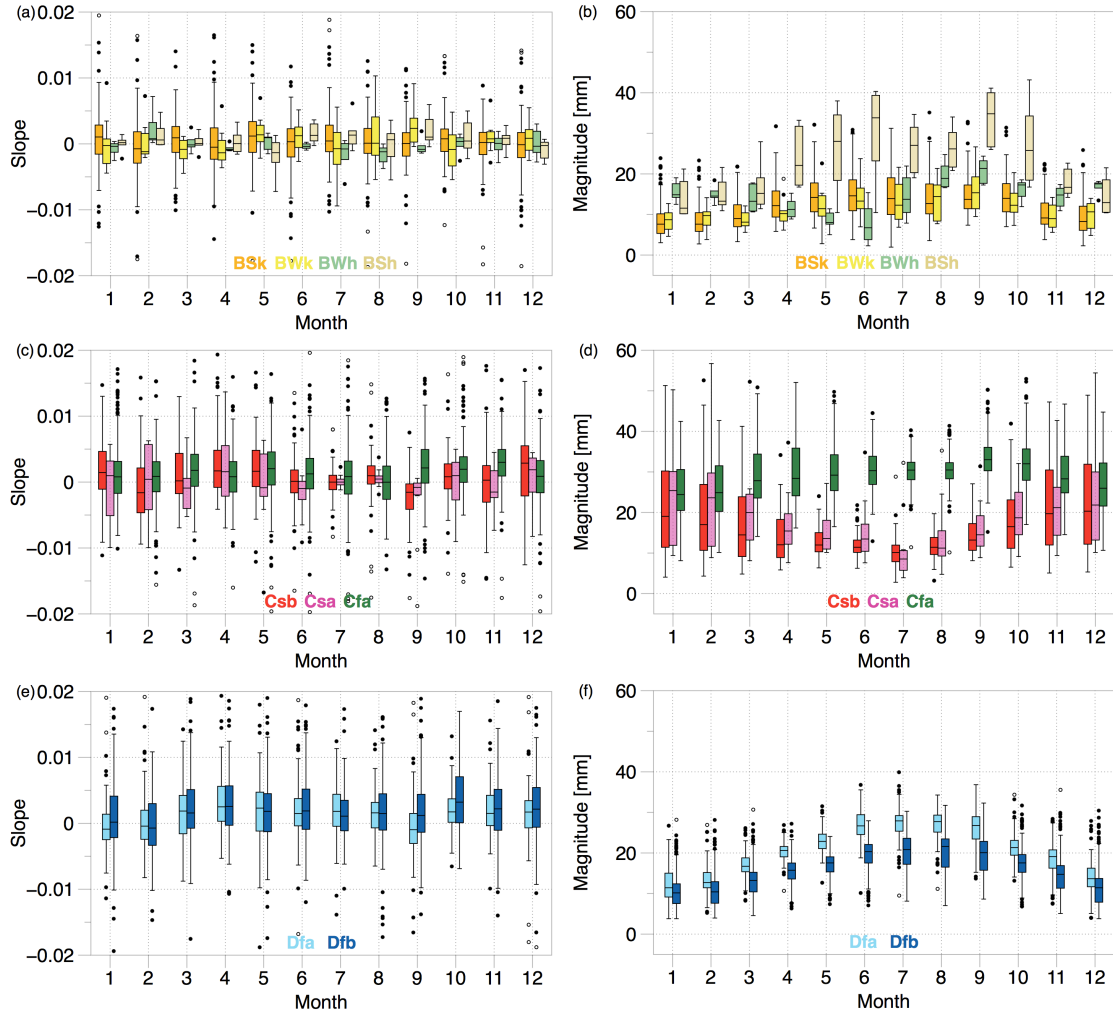 (a)
0.02
0.01
0
−0.01
−0.02
Slope
BSk BWk BWh BSh
1 2 3 4 5 6 7 8 9 10 11 12
Month
(b)
60
40
20
0
Magnitude [mm]
BSk BWk BWh BSh
1 2 3 4 5 6 7 8 9 10 11 12
Month
(c)
0.02
0.01
0
−0.01
−0.02
Slope
Csb Csa Cfa
1 2 3 4 5 6 7 8 9 10 11 12
Month
(d)
60
40
20
0
Magnitude [mm]
Csb Csa Cfa
1 2 3 4 5 6 7 8 9 10 11 12
Month
(e)
0.02
0.01
0
−0.01
−0.02
Slope
Dfa Dfb
1 2 3 4 5 6 7 8 9 10 11 12
Month
(f)
60
40
20
0
Magnitude [mm]
Dfa Dfb
1 2 3 4 5 6 7 8 9 10 11 12
Month